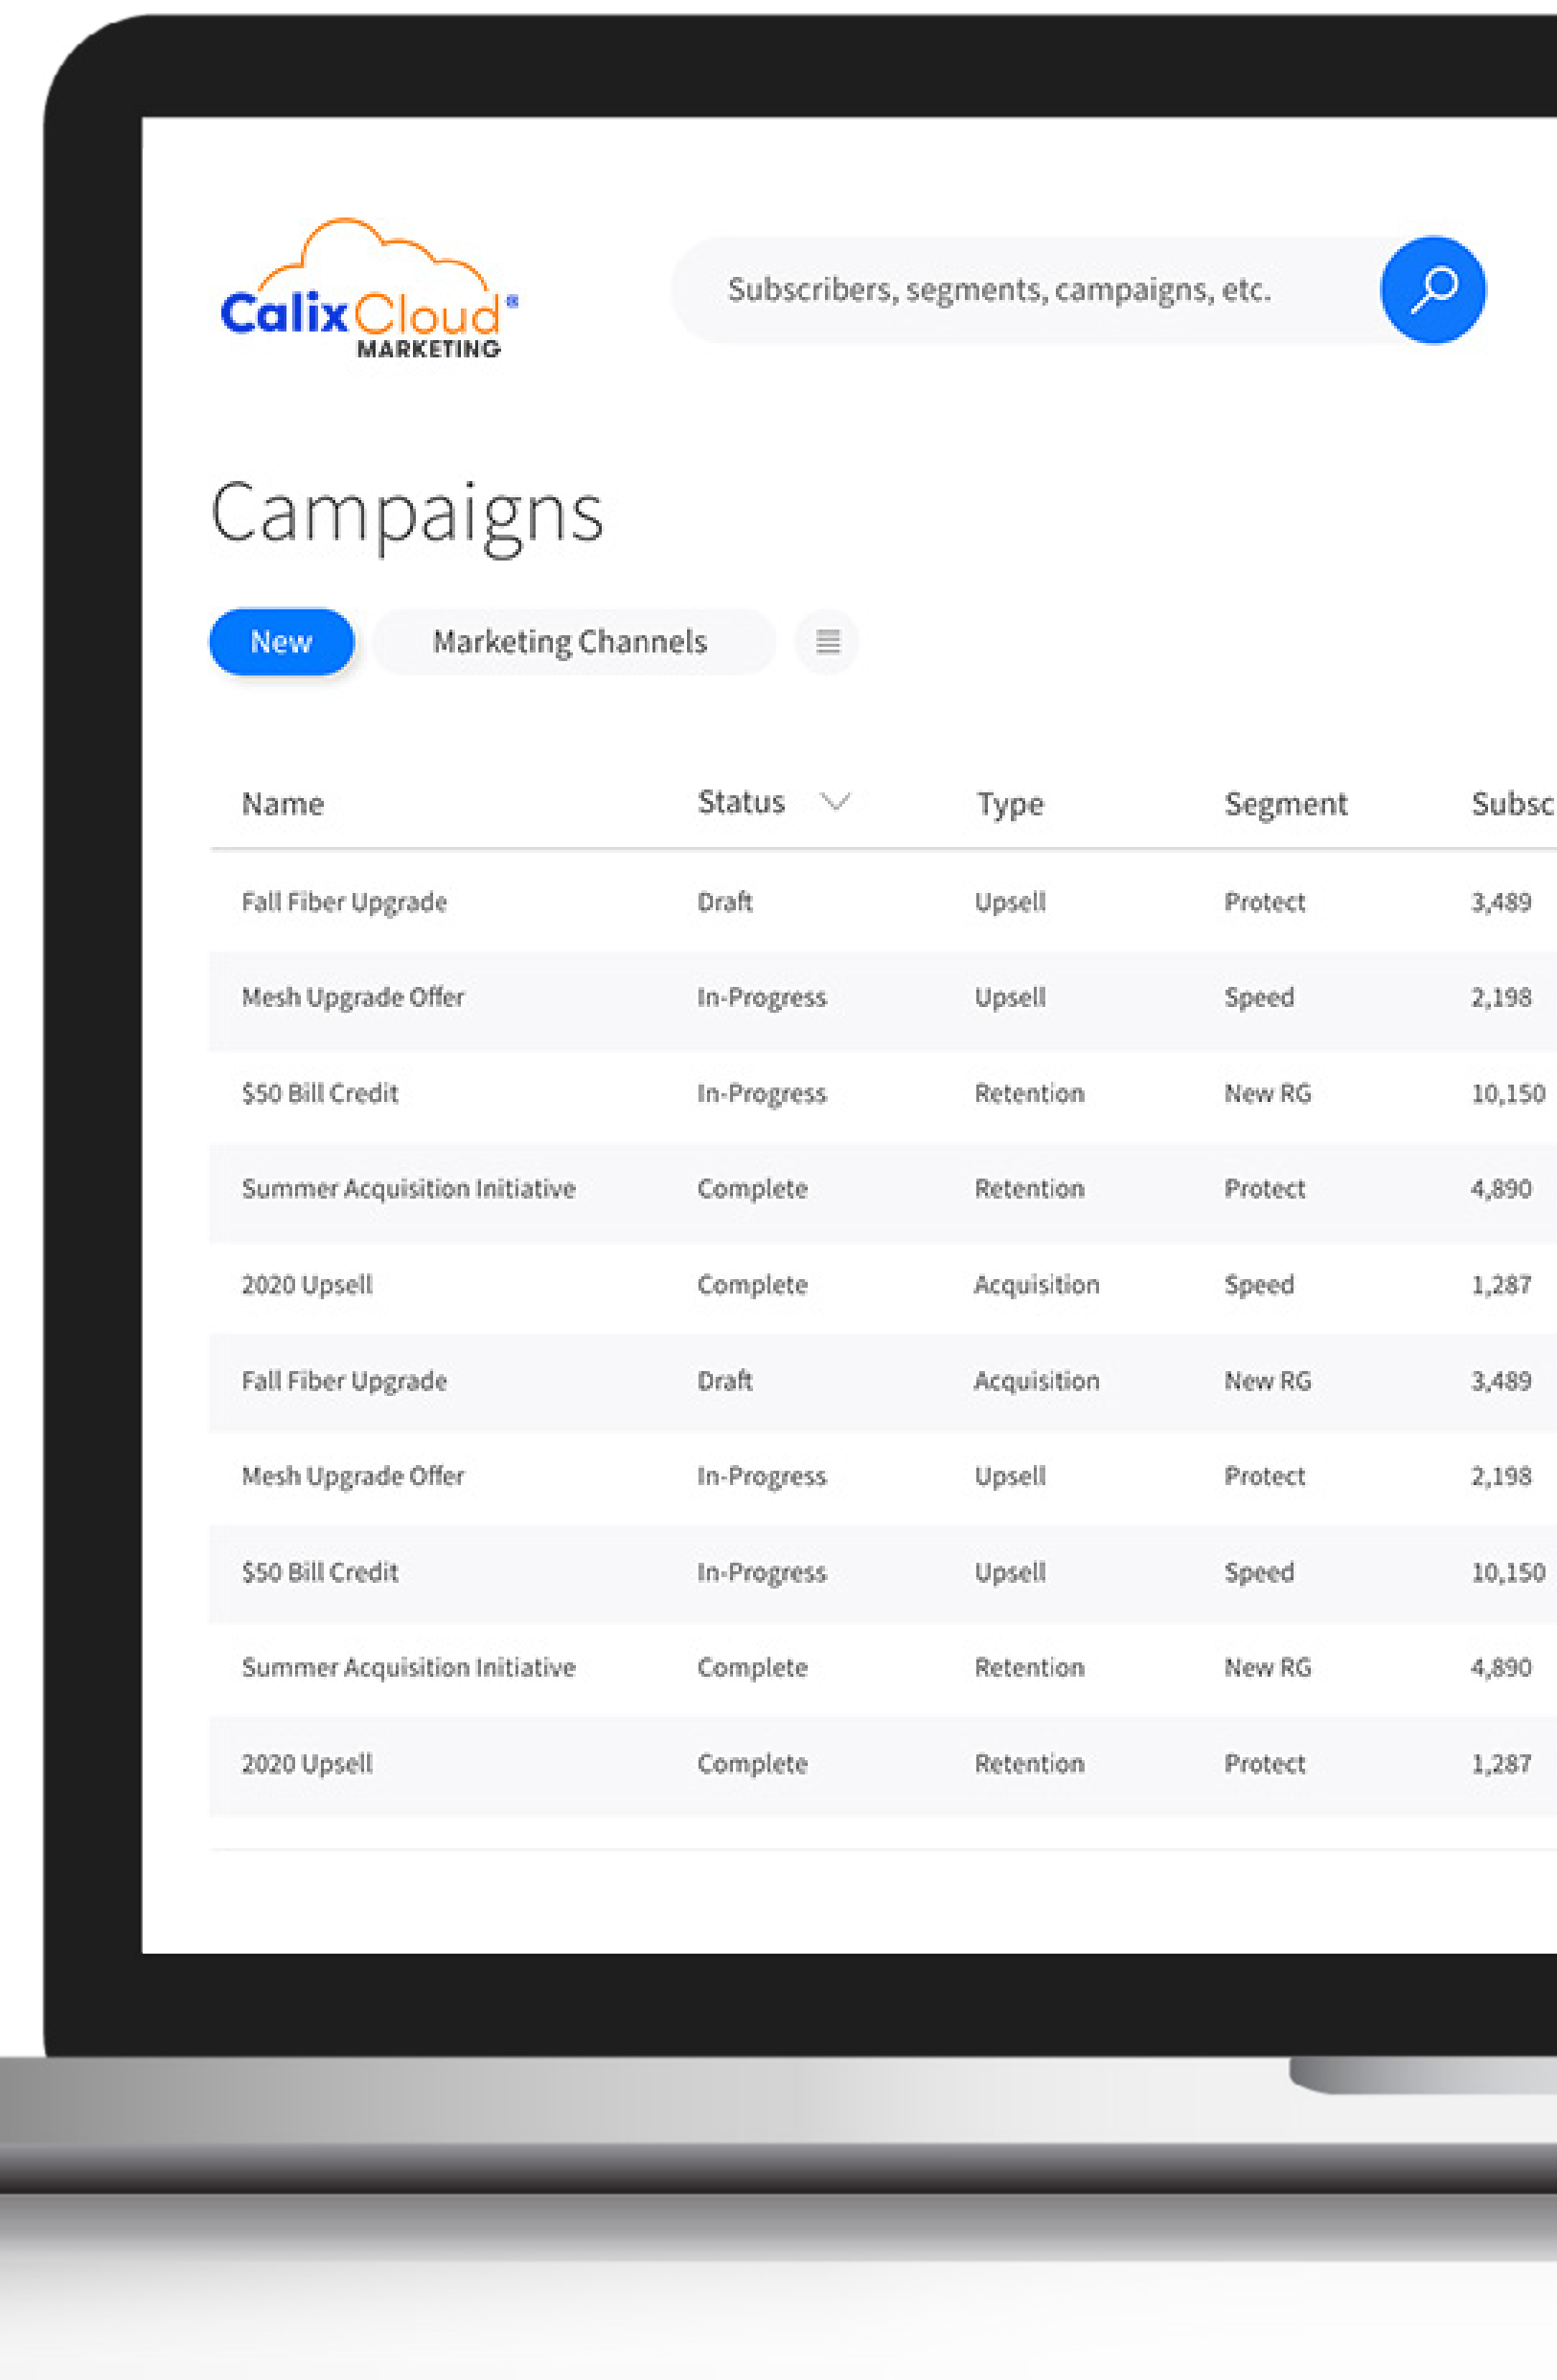 CalixCloud®
MARKETING
Subscribers, segments, campaigns, etc.
Campaigns
New Marketing Channels
Name Status Type Segment Subsc
Fall Fiber Upgrade Draft Upsell Protect 3,489
Mesh Upgrade Offer In-Progress Upsell Speed 2,198
$50 Bill Credit In-Progress Retention New RG 10,150
Summer Acquisition Initiative Complete Retention Protect 4,890
2020 Upsell Complete Acquisition Speed 1,287
Fall Fiber Upgrade Draft Acquisition New RG 3,489
Mesh Upgrade Offer In-Progress Upsell Protect 2,198
$50 Bill Credit In-Progress Upsell Speed 10,150
Summer Acquisition Initiative Complete Retention New RG 4,890
2020 Upsell Complete Retention Protect 1,287